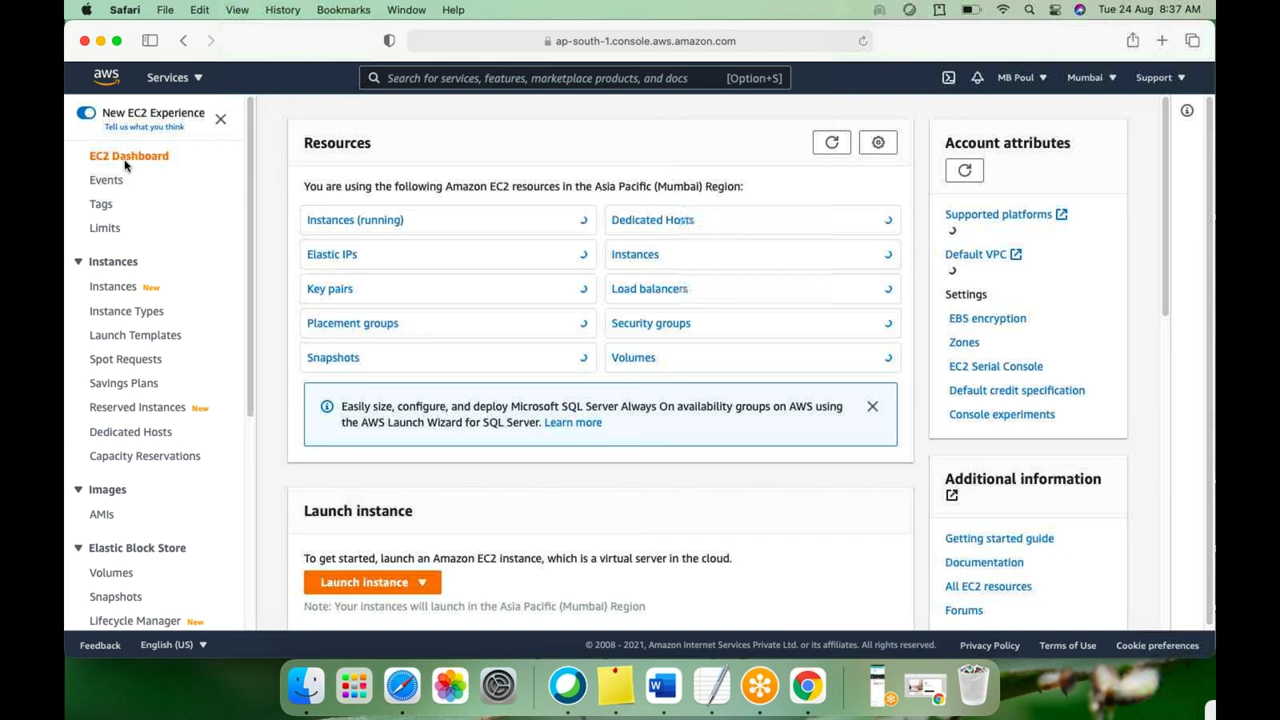 Safari File Edit View History Bookmarks Window Help Tue 24 Aug 8:37 AM
ap-south-1.console.aws.amazon.com
aws Services Search for services, features, marketplace products, and docs [Option+S] MB Poul Mumbai Support
New EC2 Experience
Tell us what you think
EC2 Dashboard
Events
Tags
Limits
Instances
Instances New
Instance Types
Launch Templates
Spot Requests
Savings Plans
Reserved Instances New
Dedicated Hosts
Capacity Reservations
Images
AMIs
Elastic Block Store
Volumes
Snapshots
Lifecycle Manager New
Resources
You are using the following Amazon EC2 resources in the Asia Pacific (Mumbai) Region:
Instances (running) Dedicated Hosts
Elastic IPs Instances
Key pairs Load balancers
Placement groups Security groups
Snapshots Volumes
Easily size, configure, and deploy Microsoft SQL Server Always On availability groups on AWS using
the AWS Launch Wizard for SQL Server. Learn more
Launch instance
To get started, launch an Amazon EC2 instance, which is a virtual server in the cloud.
Launch instance
Note: Your instances will launch in the Asia Pacific (Mumbai) Region
Account attributes
Supported platforms
Default VPC
Settings
EBS encryption
Zones
EC2 Serial Console
Default credit specification
Console experiments
Additional information
Getting started guide
Documentation
All EC2 resources
Forums
Feedback English (US) © 2008 - 2021, Amazon Internet Services Private Ltd. or its affiliates. All rights reserved. Privacy Policy Terms of Use Cookie preferences